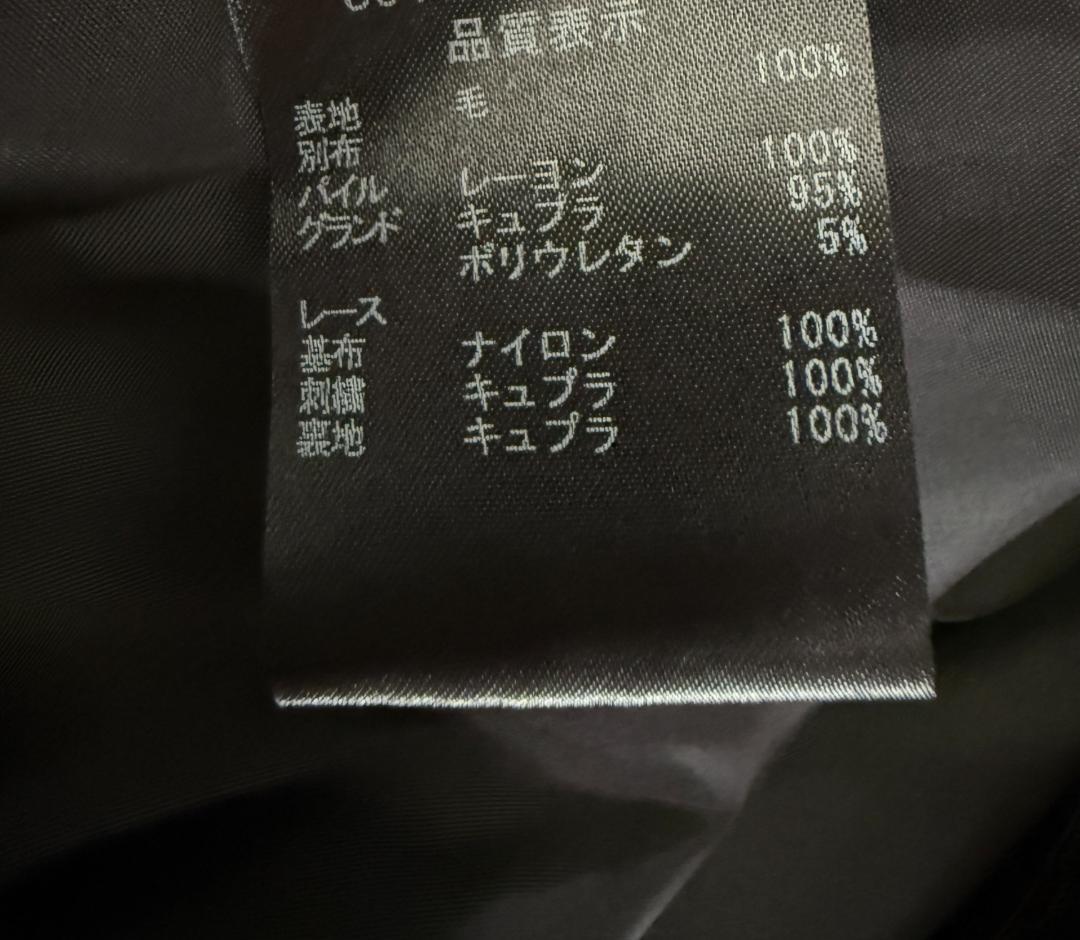 品質表示
表地 毛 100%
別布
パイル レーヨン 100%
グランド キュプラ 95%
ポリウレタン 5%
レース
基布 ナイロン 100%
刺繍 キュプラ 100%
裏地 キュプラ 100%